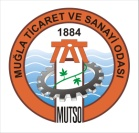 MUĞLA TİCARET VE SANAYİ ODASI
1884
MUTSO